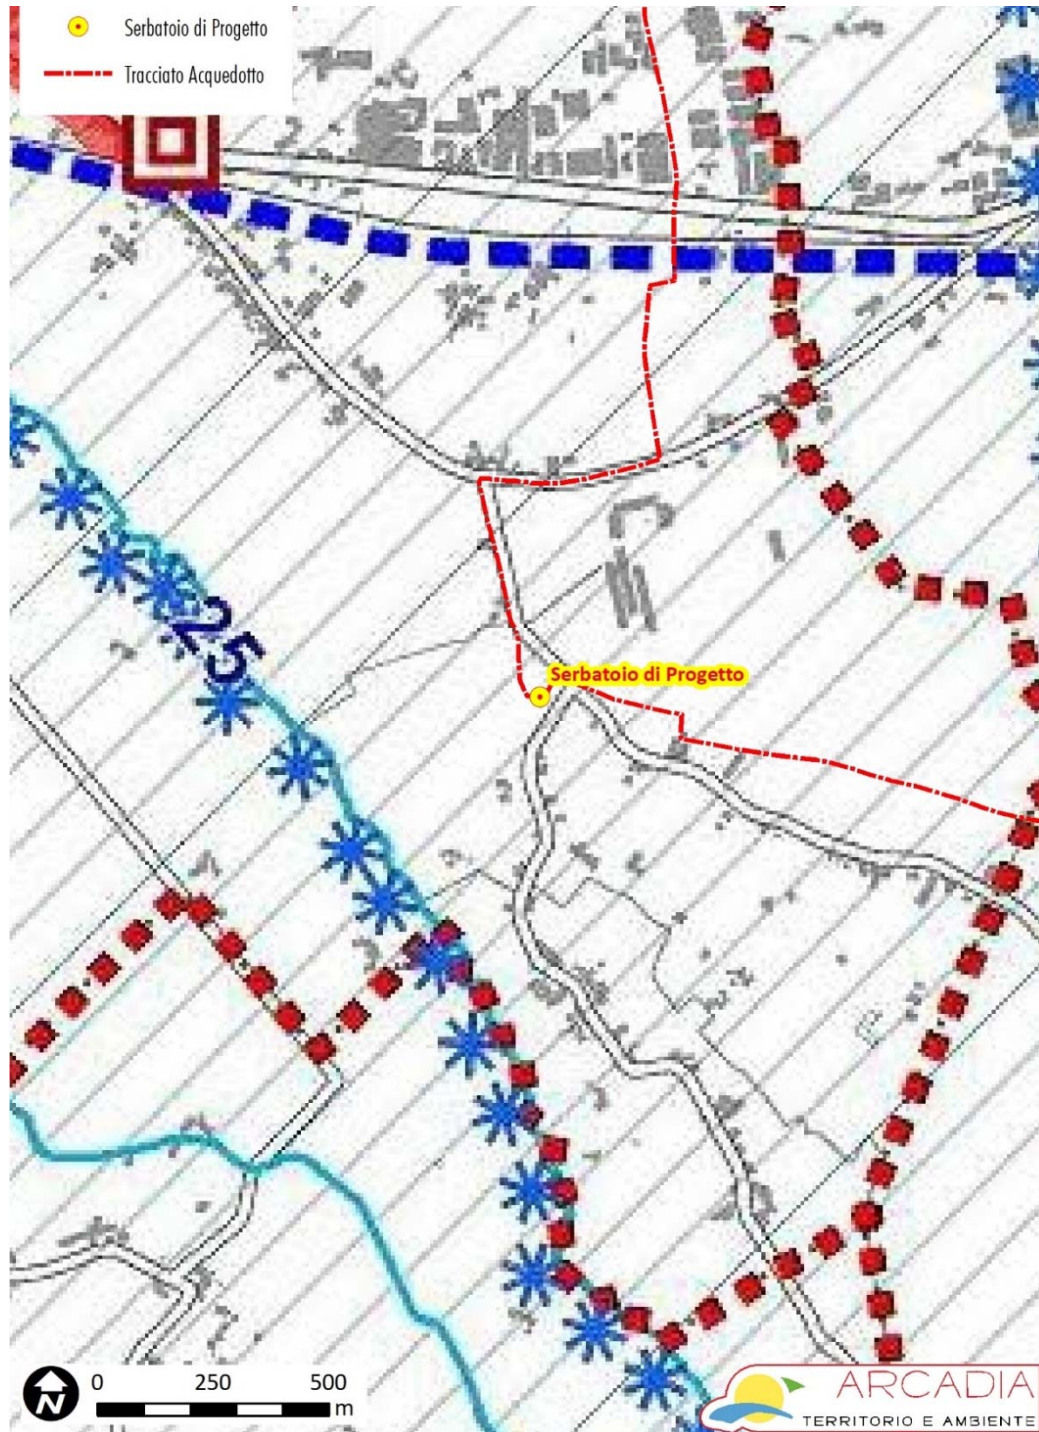 Serbatoio di Progetto
Tracciato Acquedotto
25
Serbatoio di Progetto
N
0 250 500
m
ARCADIA
TERRITORIO E AMBIENTE